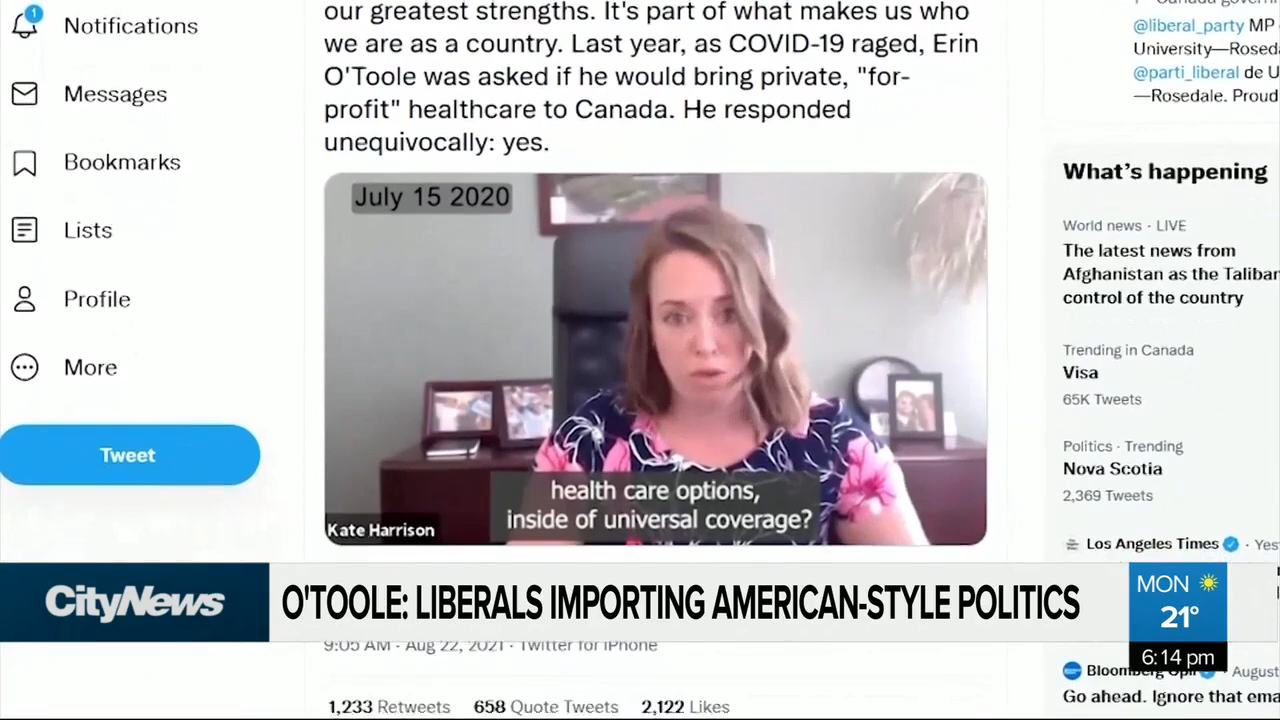 1
Notifications
Messages
Bookmarks
Lists
Profile
More
Tweet
our greatest strengths. It's part of what makes us who
we are as a country. Last year, as COVID-19 raged, Erin
O'Toole was asked if he would bring private, "for-
profit" healthcare to Canada. He responded
unequivocally: yes.
July 15 2020
health care options,
inside of universal coverage?
Kate Harrison
9:05 AM · Aug 22, 2021 · Twitter for iPhone
1,233 Retweets 658 Quote Tweets 2,122 Likes
@liberal_party MP
University—Roseda
@parti_liberal de U
—Rosedale. Proud
What's happening
World news · LIVE
The latest news from
Afghanistan as the Taliban
control of the country
Trending in Canada
Visa
65K Tweets
Politics · Trending
Nova Scotia
2,369 Tweets
Los Angeles Times · Yes
Bloomberg Opi · August
Go ahead. Ignore that ema
CityNews
O'TOOLE: LIBERALS IMPORTING AMERICAN-STYLE POLITICS
MON
21°
6:14 pm